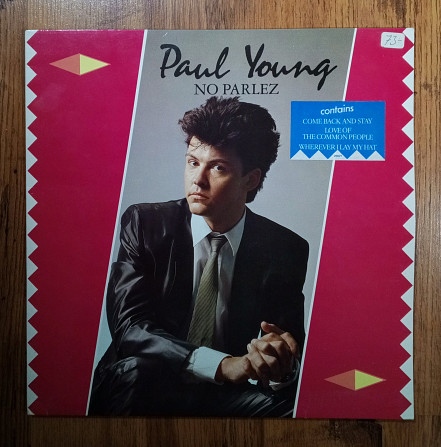 Paul Young
NO PARLEZ
contains
COME BACK AND STAY
LOVE OF
THE COMMON PEOPLE
WHEREVER I LAY MY HAT